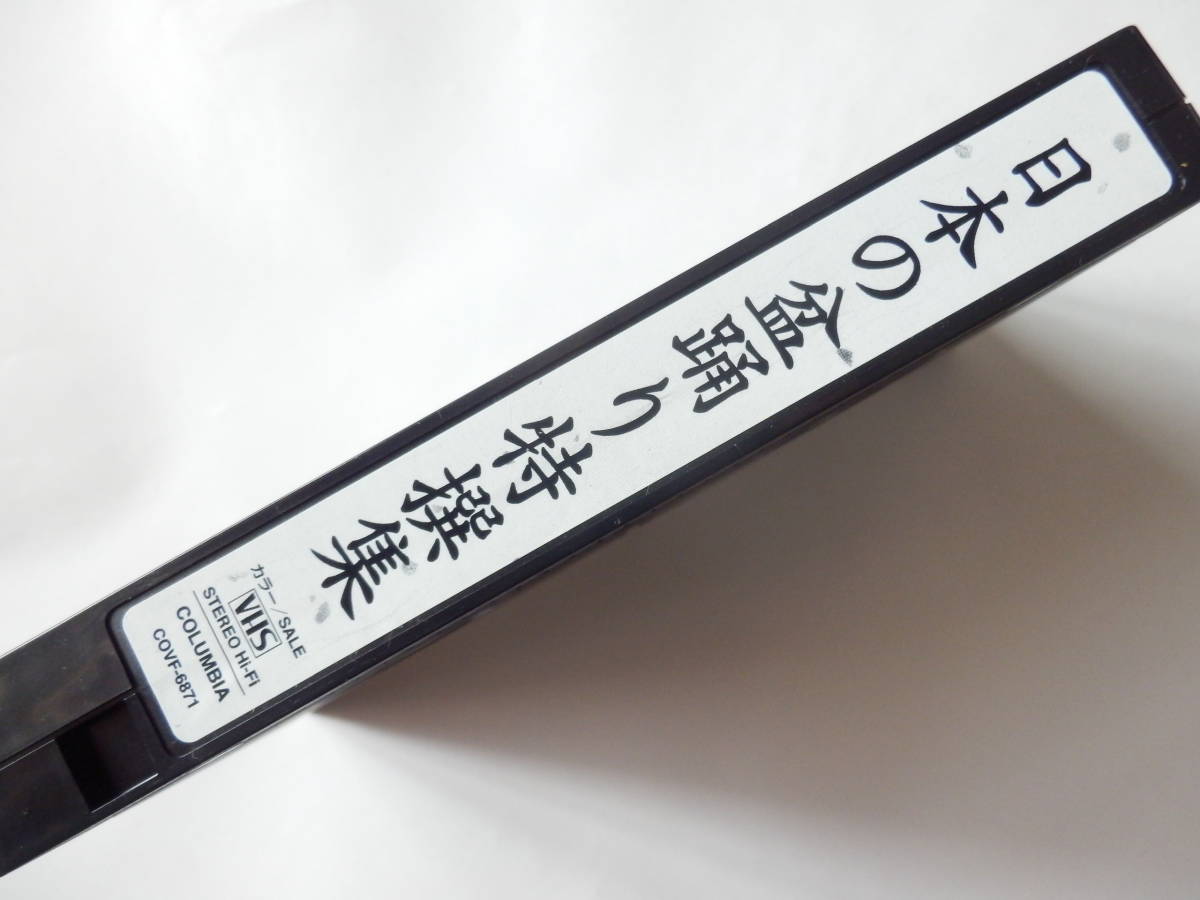 日本の盆踊り特撰集
カラー/SALE
VHS
STEREO Hi-Fi
COLUMBIA
COVF-6871